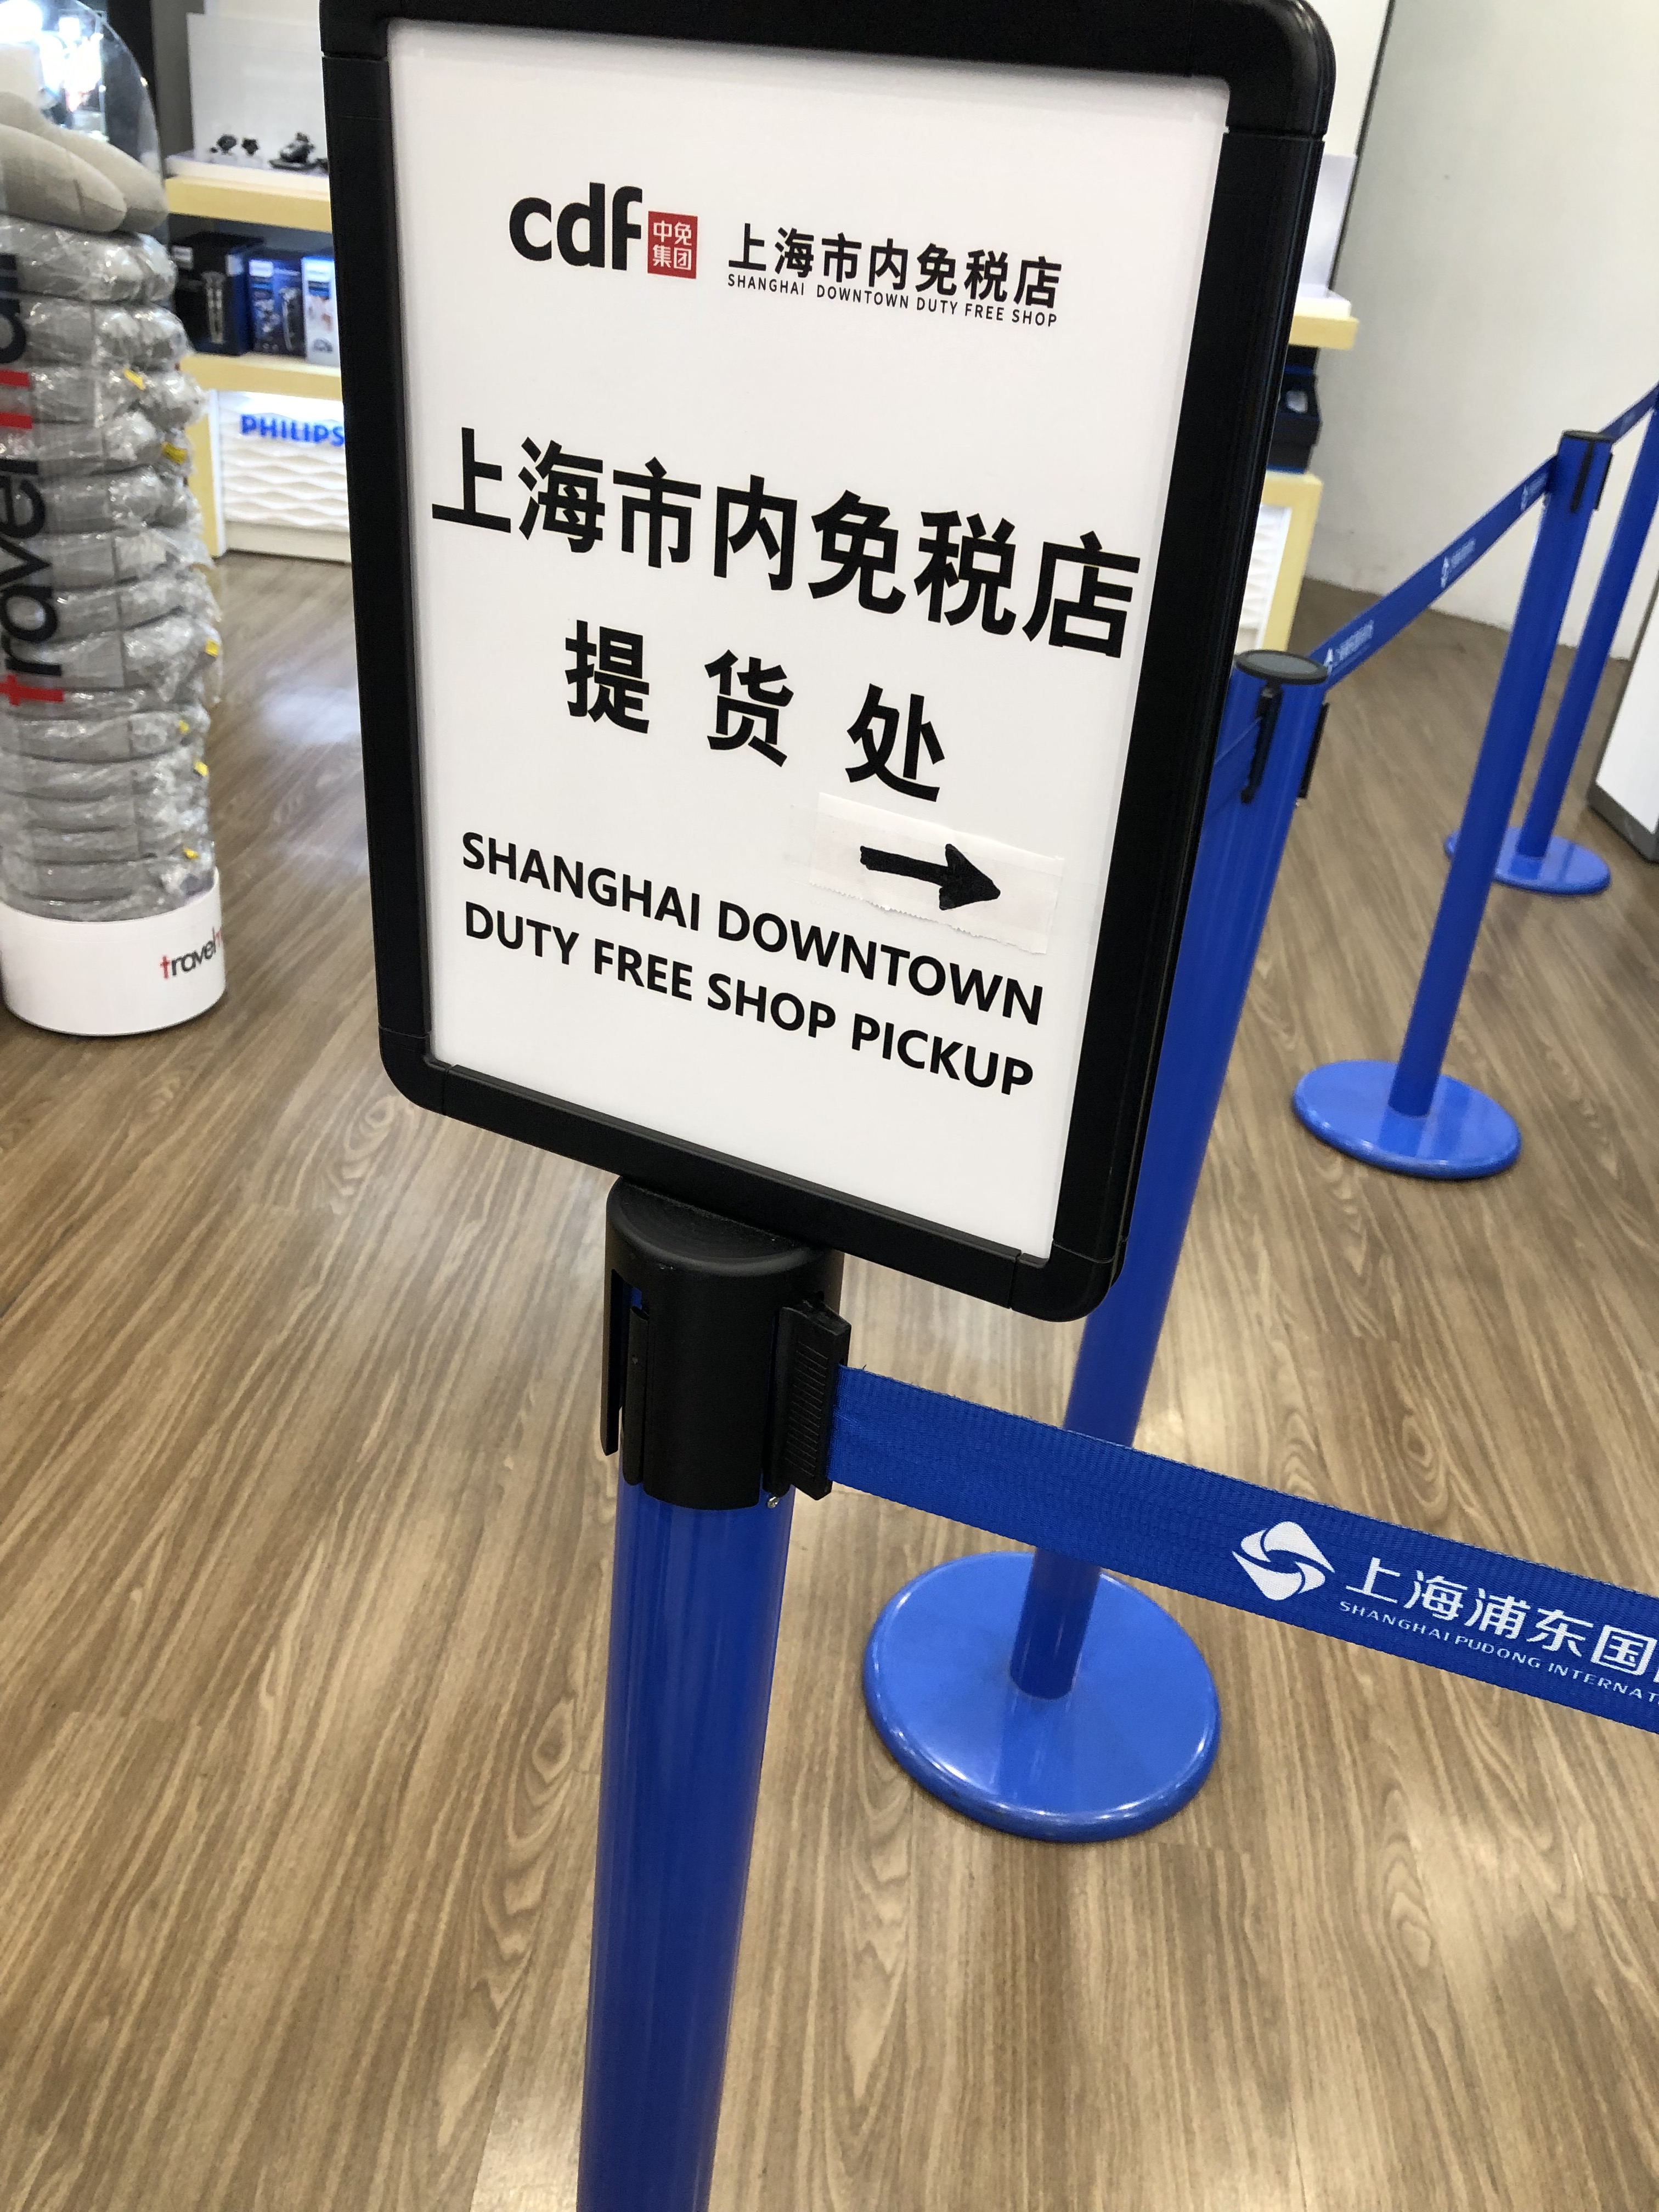 cdf 中免集团
上海市内免税店
SHANGHAI DOWNTOWN DUTY FREE SHOP
上海市内免税店
提货处
SHANGHAI DOWNTOWN
DUTY FREE SHOP PICKUP
PHILIPS
travel
上海浦东国
SHANGHAI PUDONG INTERNAT